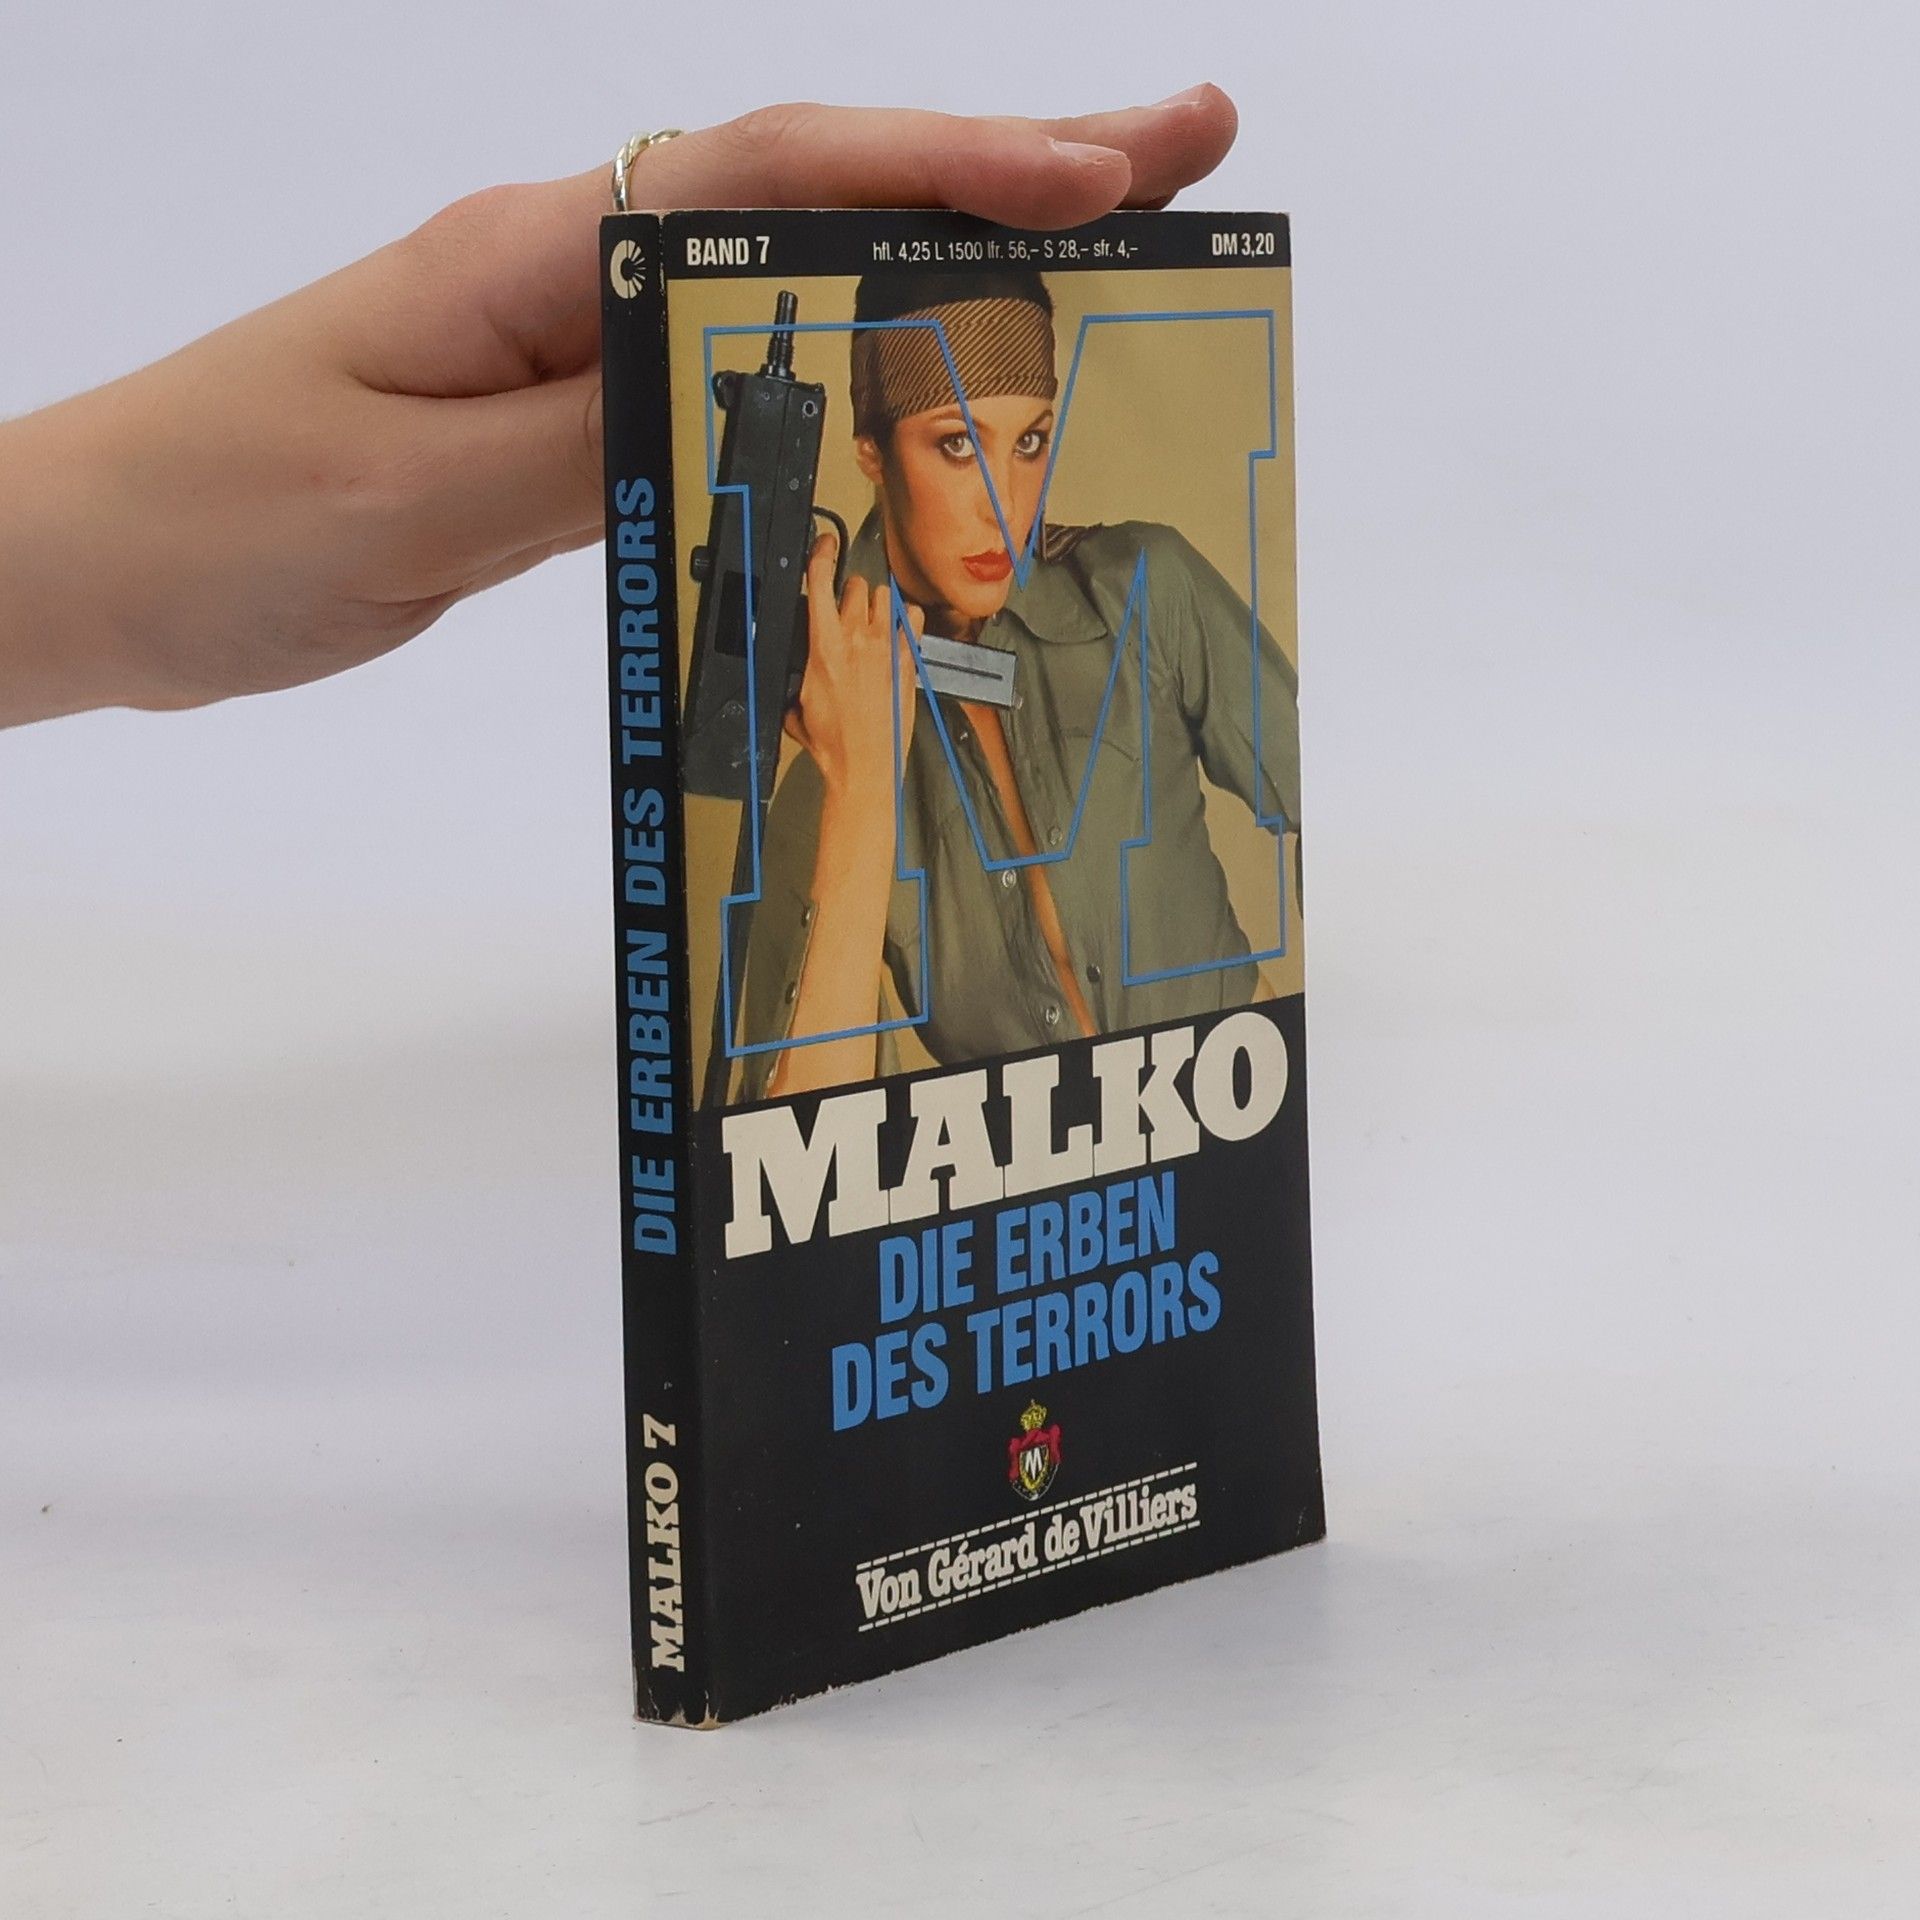 BAND 7
hfl. 4,25 L 1500 lfr. 56,– S 28,– sfr. 4,–
DM 3,20
M
MALKO
DIE ERBEN
DES TERRORS
M
Von Gérard de Villiers
DIE ERBEN DES TERRORS
MALKO 7